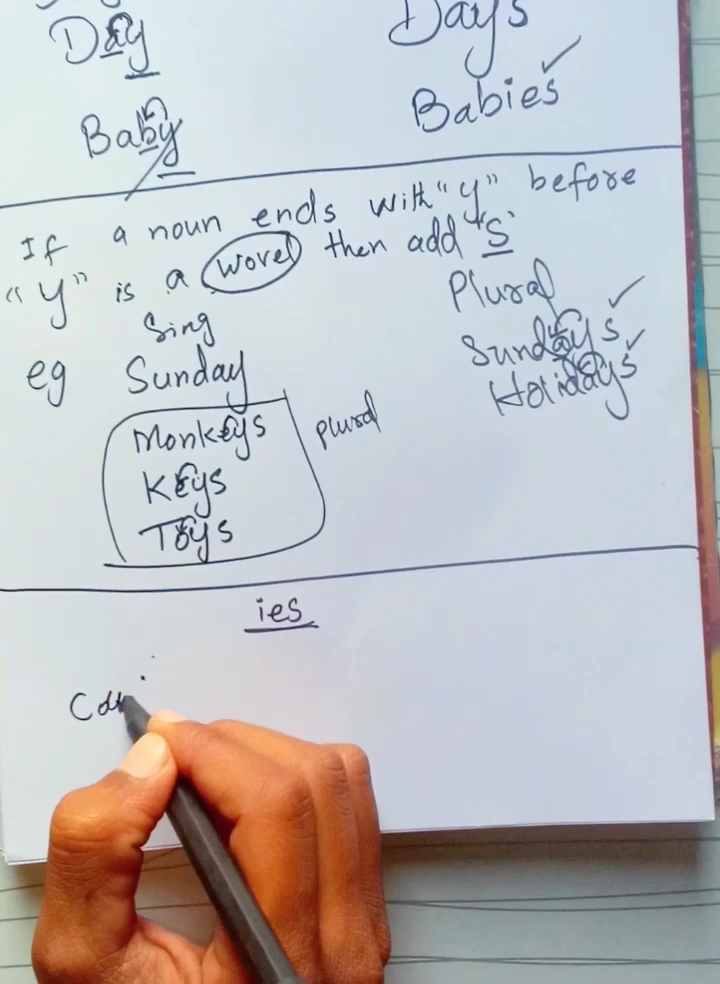 Day Days
Baby Babies
If a noun ends with "y" before
"y" is a wovel then add "S"
Sing Plural
eg Sunday Sundays
Holidays
Monkeys plural
Keys
Toys
ies